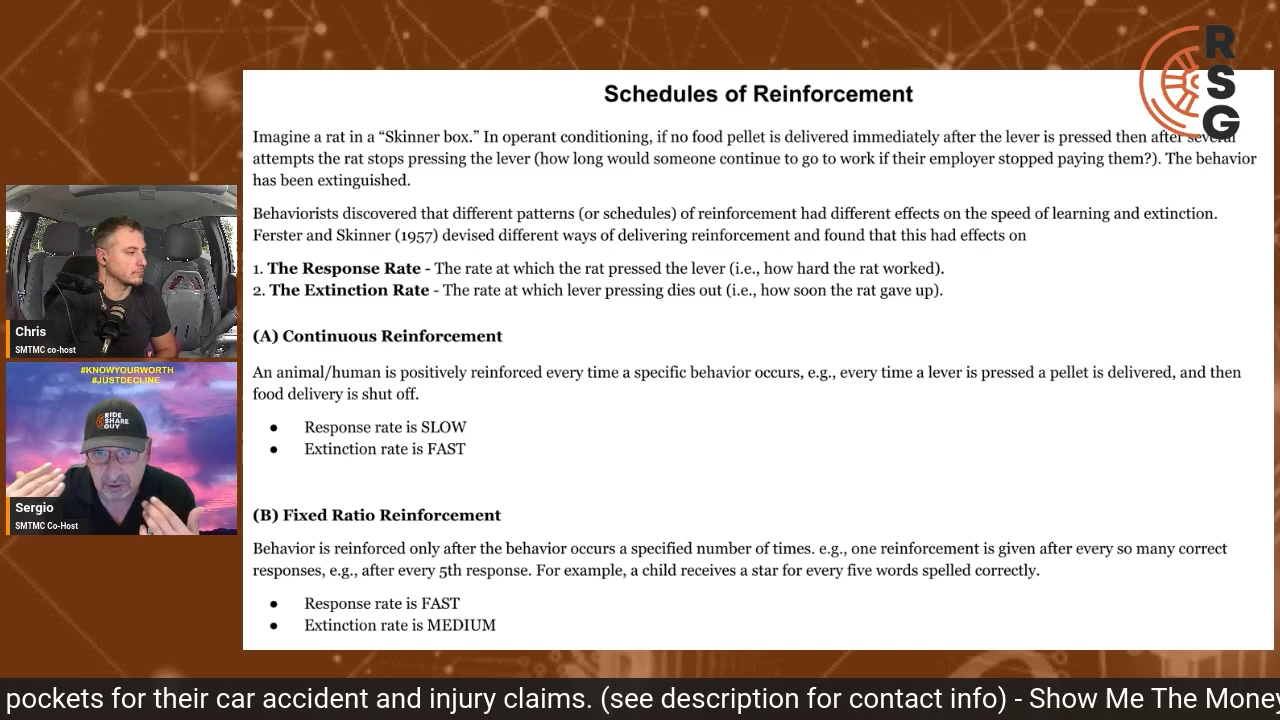 R
S
G
Schedules of Reinforcement
Imagine a rat in a “Skinner box.” In operant conditioning, if no food pellet is delivered immediately after the lever is pressed then after several
attempts the rat stops pressing the lever (how long would someone continue to go to work if their employer stopped paying them?). The behavior
has been extinguished.
Behaviorists discovered that different patterns (or schedules) of reinforcement had different effects on the speed of learning and extinction.
Ferster and Skinner (1957) devised different ways of delivering reinforcement and found that this had effects on
1. The Response Rate - The rate at which the rat pressed the lever (i.e., how hard the rat worked).
2. The Extinction Rate - The rate at which lever pressing dies out (i.e., how soon the rat gave up).
(A) Continuous Reinforcement
An animal/human is positively reinforced every time a specific behavior occurs, e.g., every time a lever is pressed a pellet is delivered, and then
food delivery is shut off.
● Response rate is SLOW
● Extinction rate is FAST
(B) Fixed Ratio Reinforcement
Behavior is reinforced only after the behavior occurs a specified number of times. e.g., one reinforcement is given after every so many correct
responses, e.g., after every 5th response. For example, a child receives a star for every five words spelled correctly.
● Response rate is FAST
● Extinction rate is MEDIUM
Chris
SMTMC co-host
#KNOWYOURWORTH
#JUSTDECLINE
RIDE
SHARE
GUY
Sergio
SMTMC Co-Host
pockets for their car accident and injury claims. (see description for contact info) - Show Me The Money